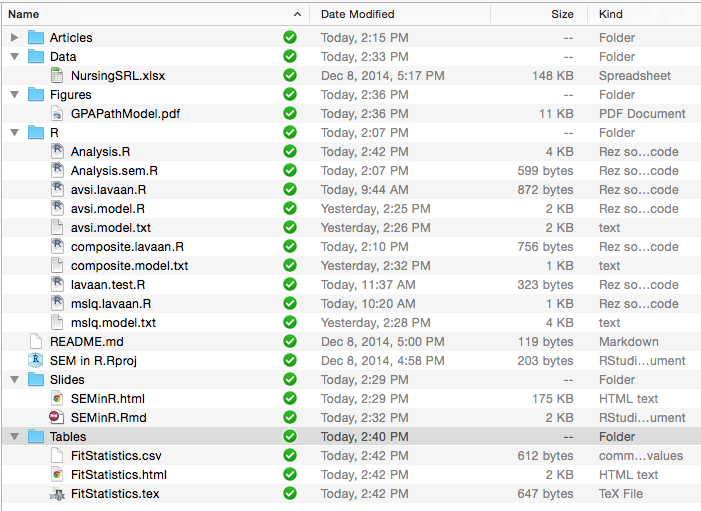 Name Date Modified Size Kind
Articles Today, 2:15 PM -- Folder
Data Today, 2:33 PM -- Folder
NursingSRL.xlsx Dec 8, 2014, 5:17 PM 148 KB Spreadsheet
Figures Today, 2:36 PM -- Folder
GPAPathModel.pdf Today, 2:36 PM 11 KB PDF Document
R Today, 2:07 PM -- Folder
Analysis.R Today, 2:42 PM 4 KB Rez so...code
Analysis.sem.R Today, 2:07 PM 599 bytes Rez so...code
avsi.lavaan.R Today, 9:44 AM 872 bytes Rez so...code
avsi.model.R Yesterday, 2:25 PM 2 KB Rez so...code
avsi.model.txt Yesterday, 2:26 PM 2 KB text
composite.lavaan.R Today, 2:10 PM 756 bytes Rez so...code
composite.model.txt Yesterday, 2:32 PM 1 KB text
lavaan.test.R Today, 11:37 AM 323 bytes Rez so...code
mslq.lavaan.R Today, 10:20 AM 1 KB Rez so...code
mslq.model.txt Yesterday, 2:28 PM 4 KB text
README.md Dec 8, 2014, 5:00 PM 119 bytes Markdown
SEM in R.Rproj Dec 8, 2014, 4:58 PM 203 bytes RStudi...ument
Slides Today, 2:29 PM -- Folder
SEMinR.html Today, 2:29 PM 175 KB HTML text
SEMinR.Rmd Today, 2:32 PM 2 KB RStudi...ument
Tables Today, 2:40 PM -- Folder
FitStatistics.csv Today, 2:42 PM 612 bytes comm...values
FitStatistics.html Today, 2:42 PM 2 KB HTML text
FitStatistics.tex Today, 2:42 PM 647 bytes TeX File